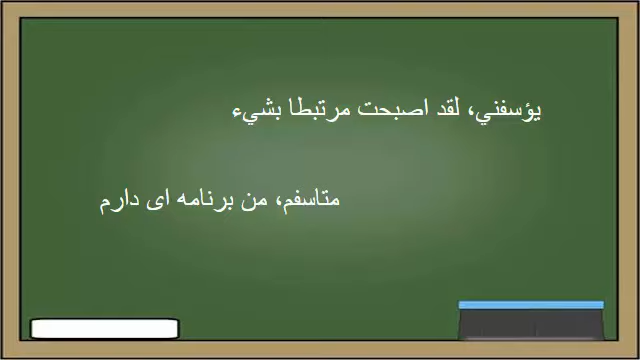 يؤسفني، لقد اصبحت مرتبطا بشيء
متاسفم، من برنامه ای دارم